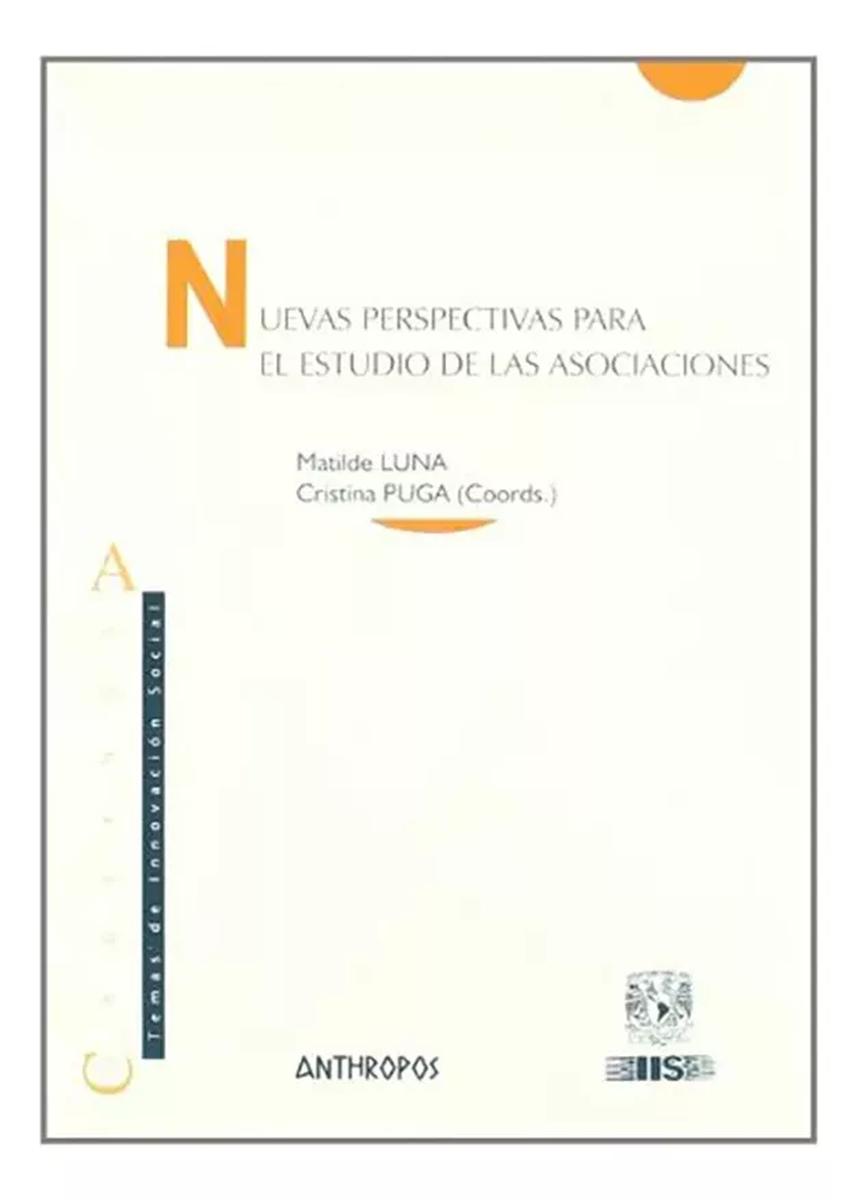 NUEVAS PERSPECTIVAS PARA
EL ESTUDIO DE LAS ASOCIACIONES
Matilde LUNA
Cristina PUGA (Coords.)
Temas de Innovación Social
ANTHROPOS
IIS